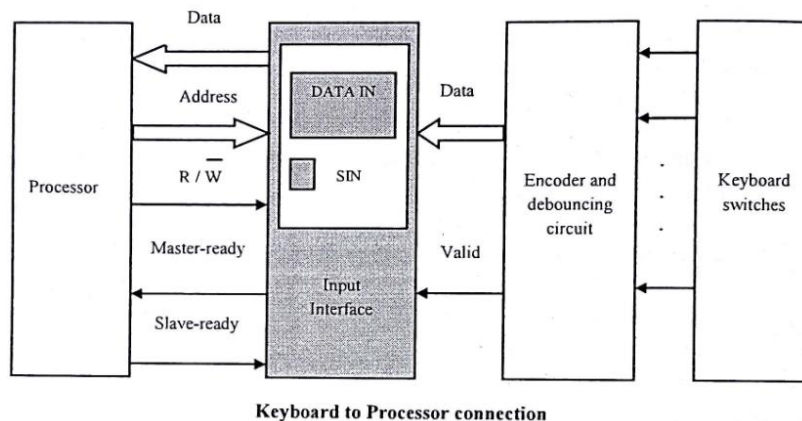 Data
Address
R / W̅
Master-ready
Slave-ready
Processor
DATA IN
SIN
Input
Interface
Data
Valid
Encoder and
debouncing
circuit
Keyboard
switches
Keyboard to Processor connection